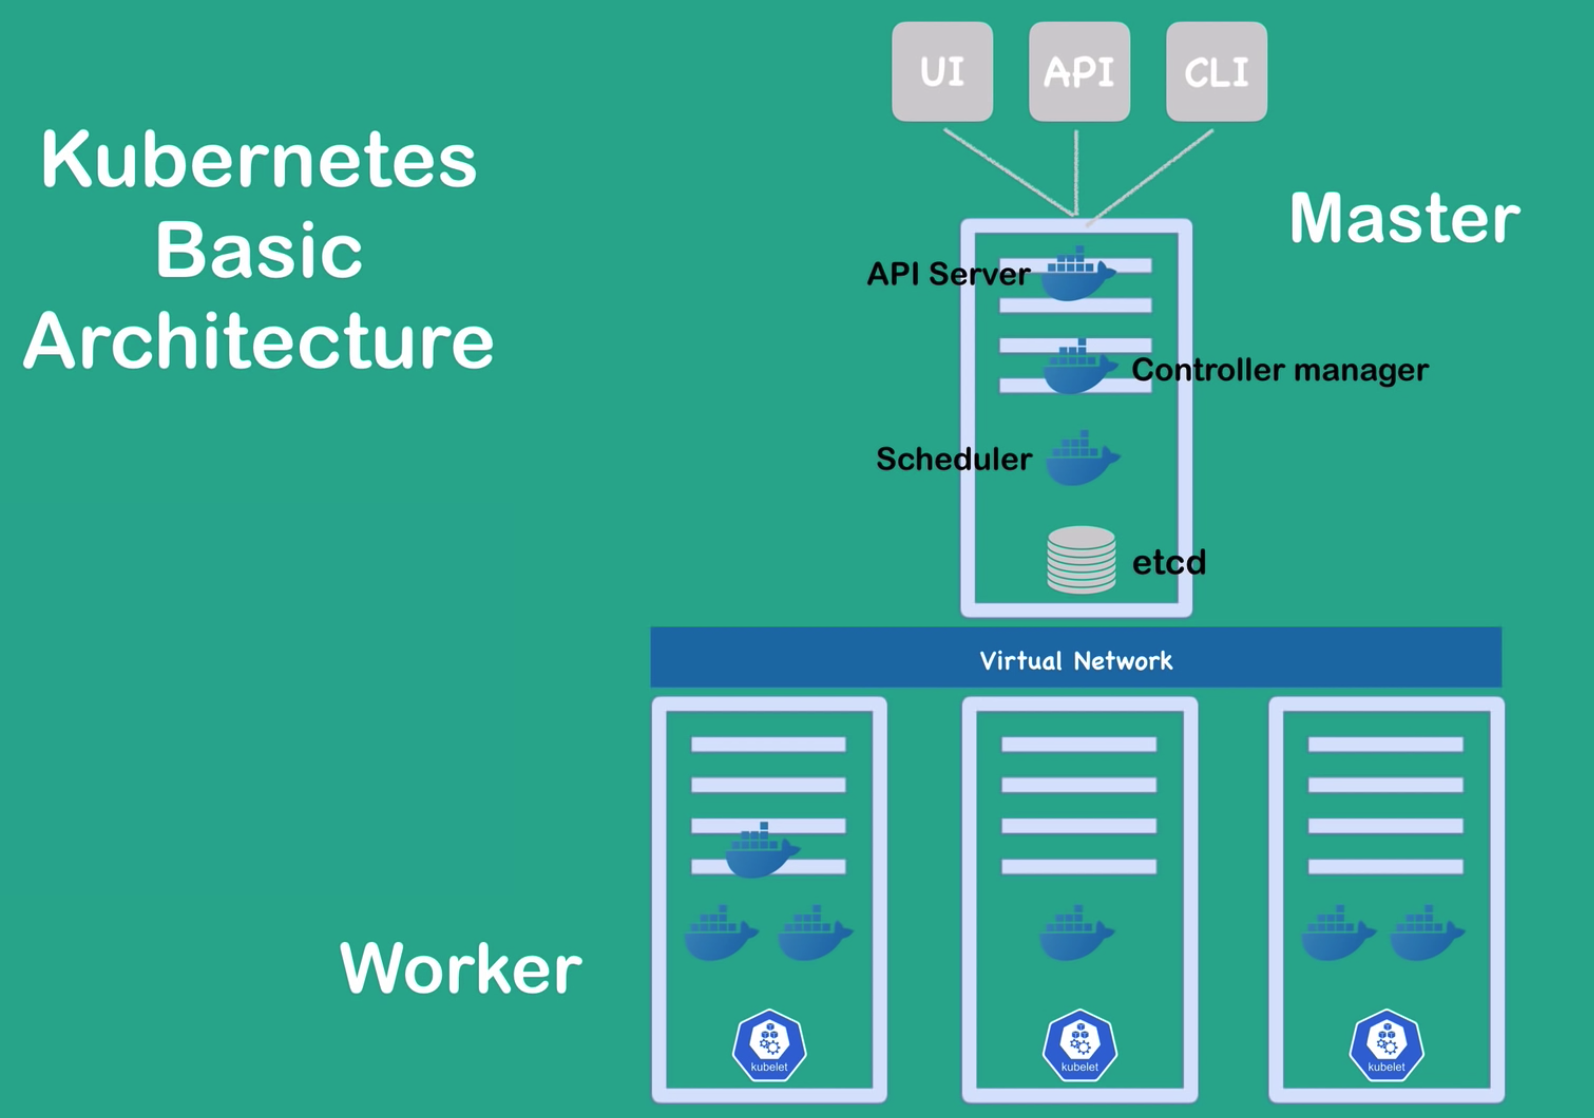 Kubernetes
Basic
Architecture
UI
API
CLI
Master
API Server
Controller manager
Scheduler
etcd
Virtual Network
Worker
kubelet
kubelet
kubelet